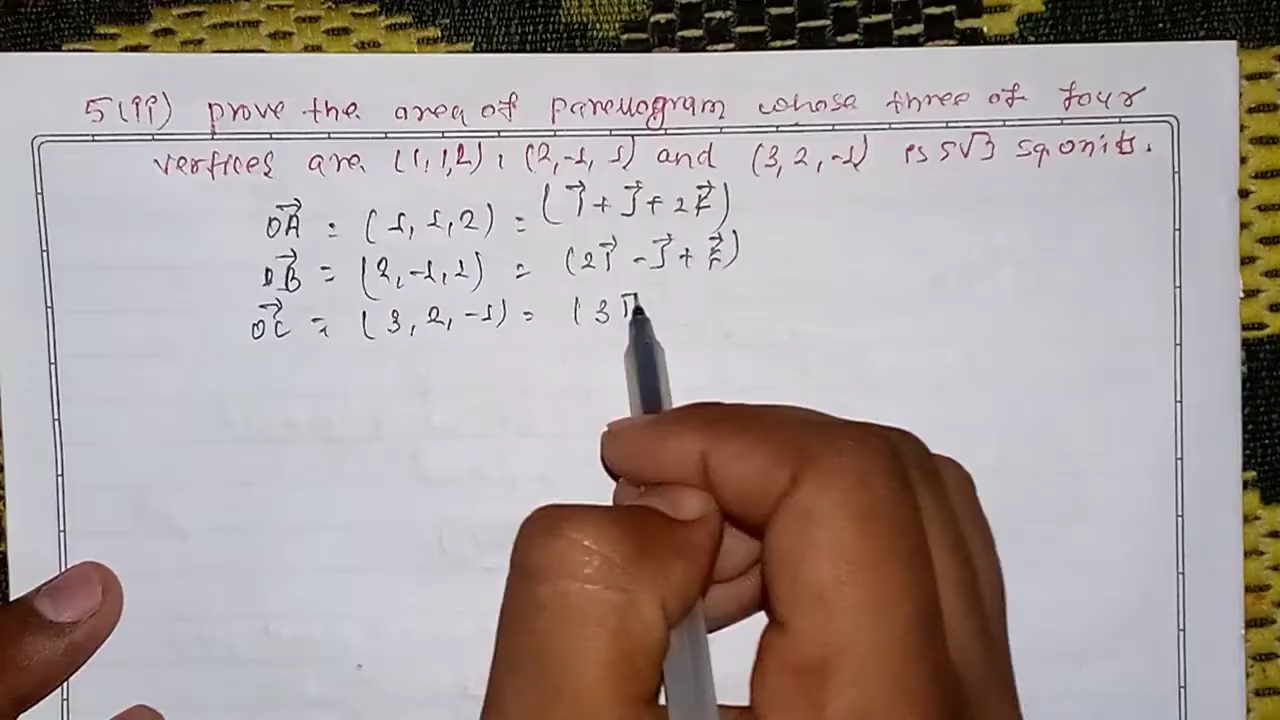 5(ii) prove the area of parellogram whose three of four
vertices are (1,1,2), (2,-1,1) and (3,2,-1) is 5√3 sq.units.
OA⃗ = (1,1,2) = (i⃗ + j⃗ + 2k⃗)
OB⃗ = (2,-1,1) = (2i⃗ - j⃗ + k⃗)
OC⃗ = (3,2,-1) = (3i